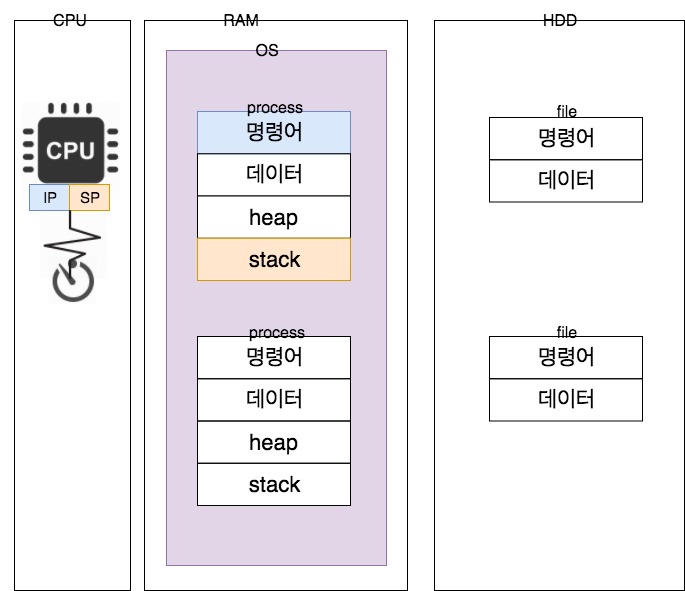 CPU
RAM
HDD
OS
CPU
IP
SP
process
명령어
데이터
heap
stack
process
명령어
데이터
heap
stack
file
명령어
데이터
file
명령어
데이터